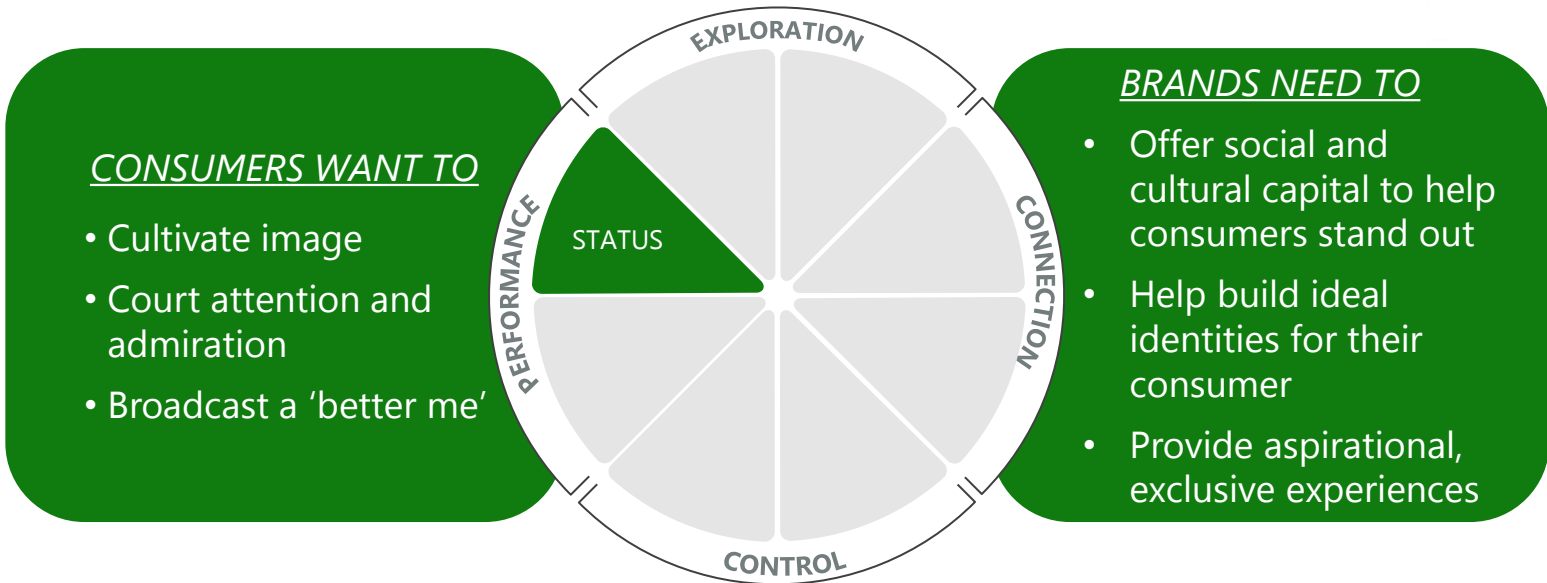 CONSUMERS WANT TO
• Cultivate image
• Court attention and
admiration
• Broadcast a ‘better me’
EXPLORATION
PERFORMANCE
STATUS
CONNECTION
CONTROL
BRANDS NEED TO
• Offer social and
cultural capital to help
consumers stand out
• Help build ideal
identities for their
consumer
• Provide aspirational,
exclusive experiences